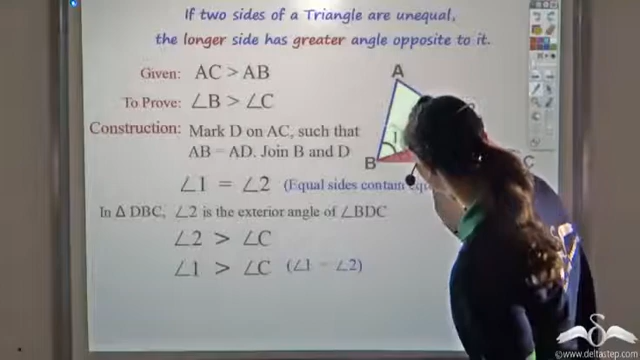 If two sides of a Triangle are unequal,
the longer side has greater angle opposite to it.
Given: AC > AB
To Prove: ∠B > ∠C
Construction: Mark D on AC, such that
AB = AD. Join B and D
∠1 = ∠2 (Equal sides contain
In Δ DBC, ∠2 is the exterior angle of ∠BDC
∠2 > ∠C
∠1 > ∠C (∠1 = ∠2)
A
1
B
C
©www.deltastep.com